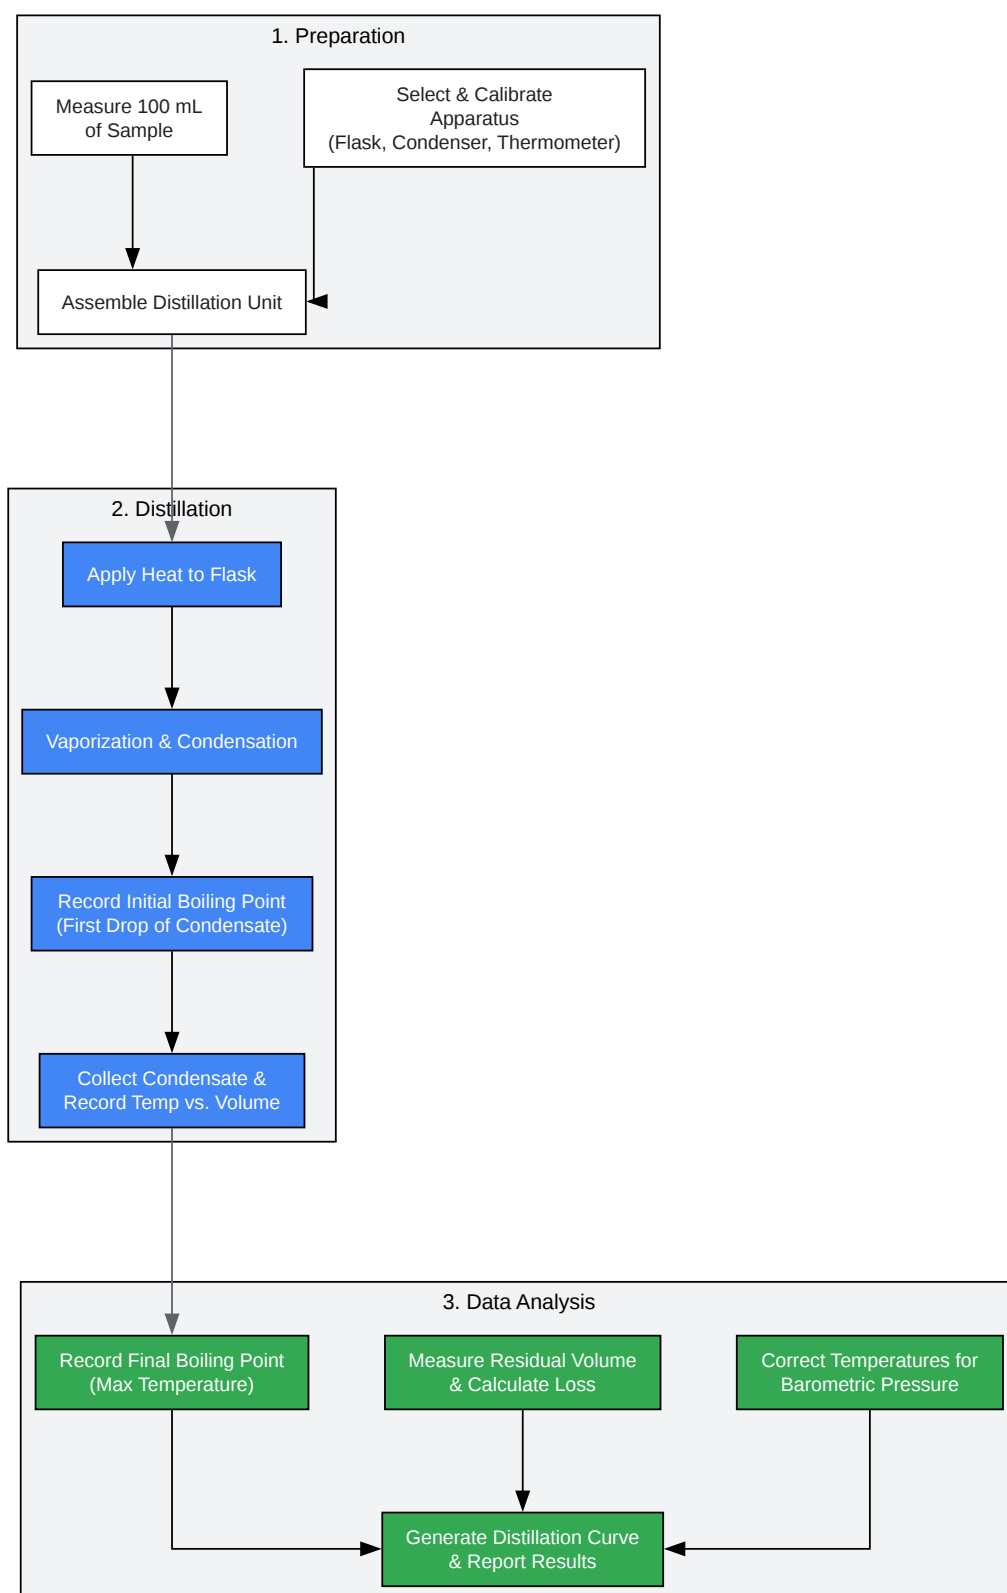 1. Preparation
Measure 100 mL
of Sample
Select & Calibrate
Apparatus
(Flask, Condenser, Thermometer)
Assemble Distillation Unit
2. Distillation
Apply Heat to Flask
Vaporization & Condensation
Record Initial Boiling Point
(First Drop of Condensate)
Collect Condensate &
Record Temp vs. Volume
3. Data Analysis
Record Final Boiling Point
(Max Temperature)
Measure Residual Volume
& Calculate Loss
Correct Temperatures for
Barometric Pressure
Generate Distillation Curve
& Report Results